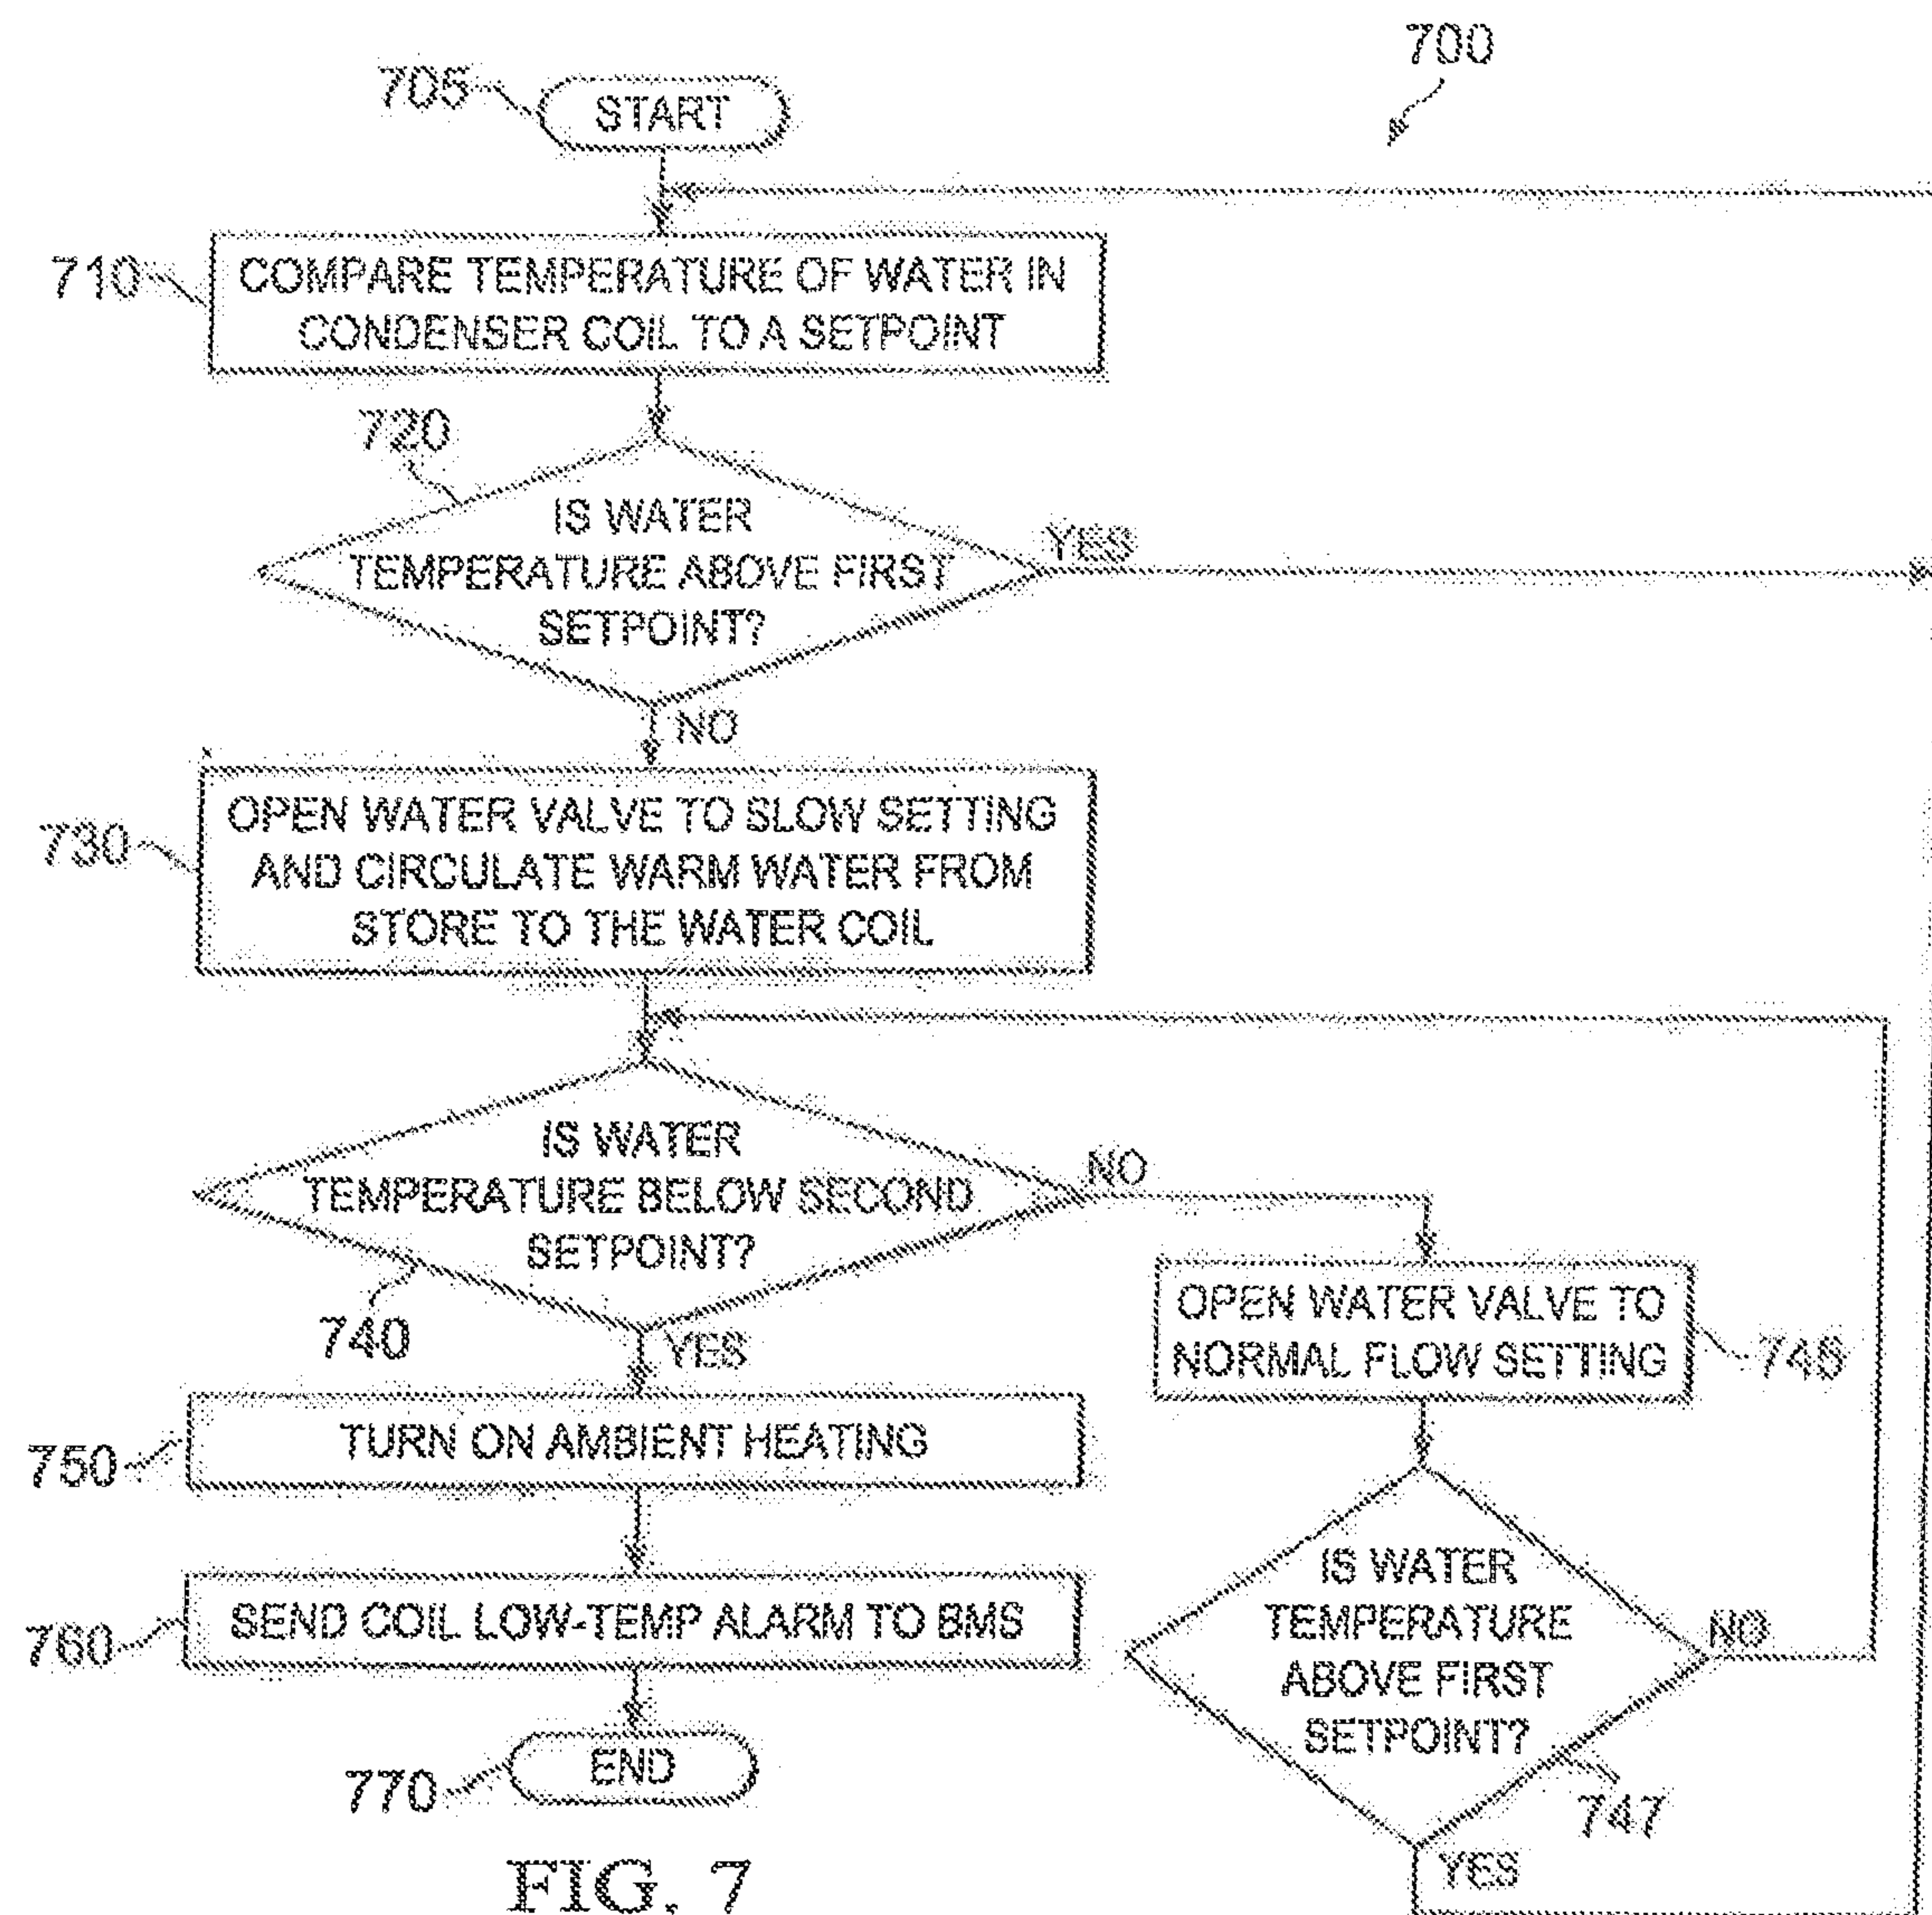 700
705
START
710
COMPARE TEMPERATURE OF WATER IN
CONDENSER COIL TO A SETPOINT
720
IS WATER
TEMPERATURE ABOVE FIRST
SETPOINT?
YES
NO
730
OPEN WATER VALVE TO SLOW SETTING
AND CIRCULATE WARM WATER FROM
STORE TO THE WATER COIL
IS WATER
TEMPERATURE BELOW SECOND
SETPOINT?
NO
740
YES
OPEN WATER VALVE TO
NORMAL FLOW SETTING
750
TURN ON AMBIENT HEATING
760
SEND COIL LOW-TEMP ALARM TO BMS
IS WATER
TEMPERATURE
ABOVE FIRST
SETPOINT?
NO
747
YES
770
END
FIG. 7